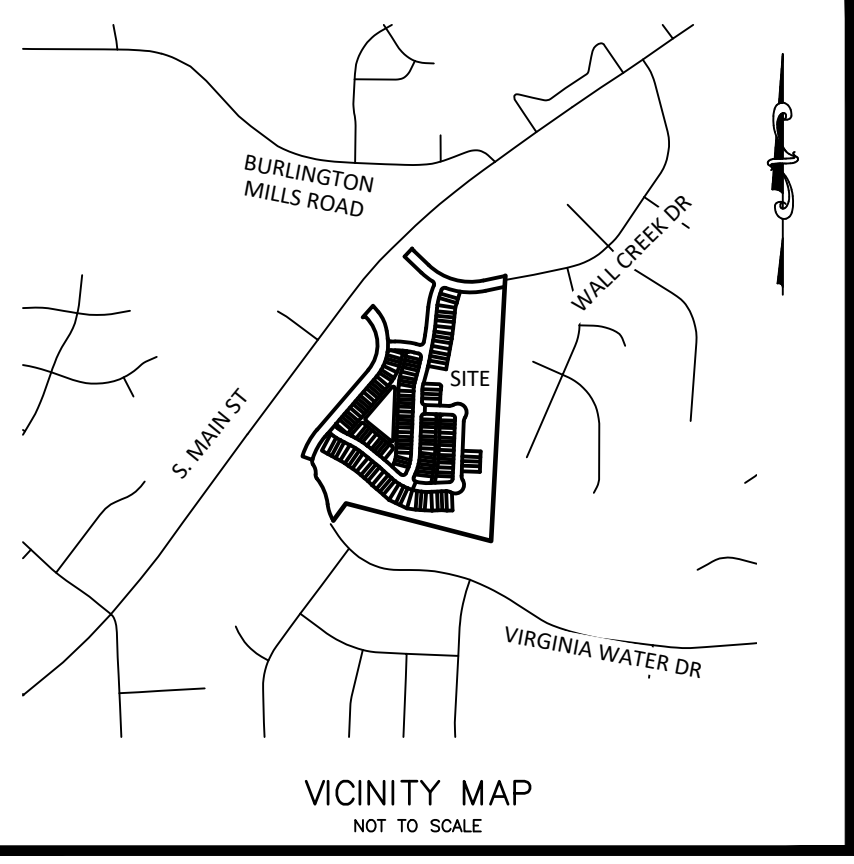 BURLINGTON
MILLS ROAD
WALL CREEK DR
SITE
S. MAIN ST
VIRGINIA WATER DR
VICINITY MAP
NOT TO SCALE